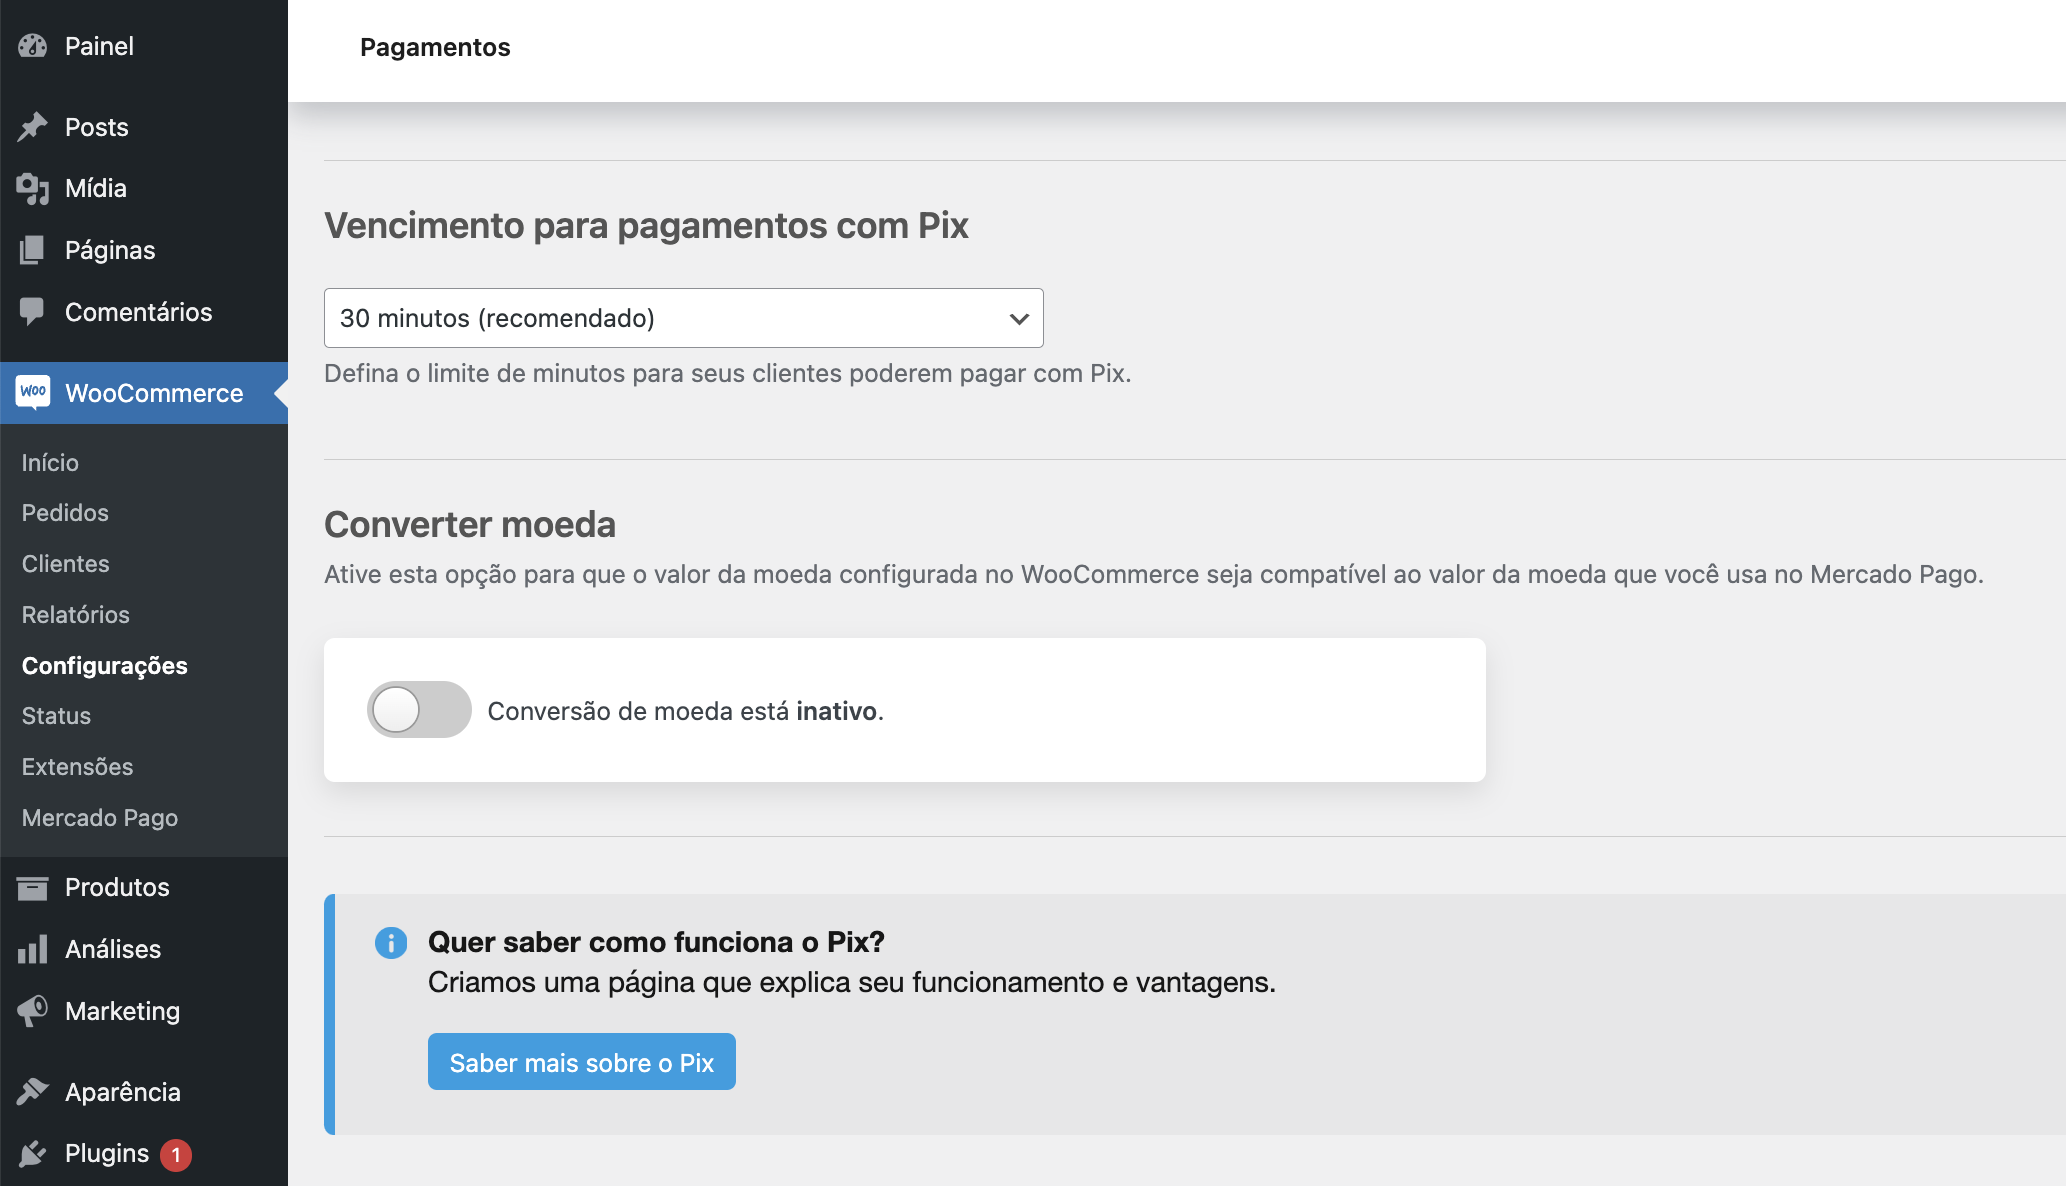 Painel
Posts
Mídia
Páginas
Comentários
Woo WooCommerce
Início
Pedidos
Clientes
Relatórios
Configurações
Status
Extensões
Mercado Pago
Produtos
Análises
Marketing
Aparência
Plugins 1
Pagamentos
Vencimento para pagamentos com Pix
30 minutos (recomendado)
Defina o limite de minutos para seus clientes poderem pagar com Pix.
Converter moeda
Ative esta opção para que o valor da moeda configurada no WooCommerce seja compatível ao valor da moeda que você usa no Mercado Pago.
Conversão de moeda está inativo.
Quer saber como funciona o Pix?
Criamos uma página que explica seu funcionamento e vantagens.
Saber mais sobre o Pix